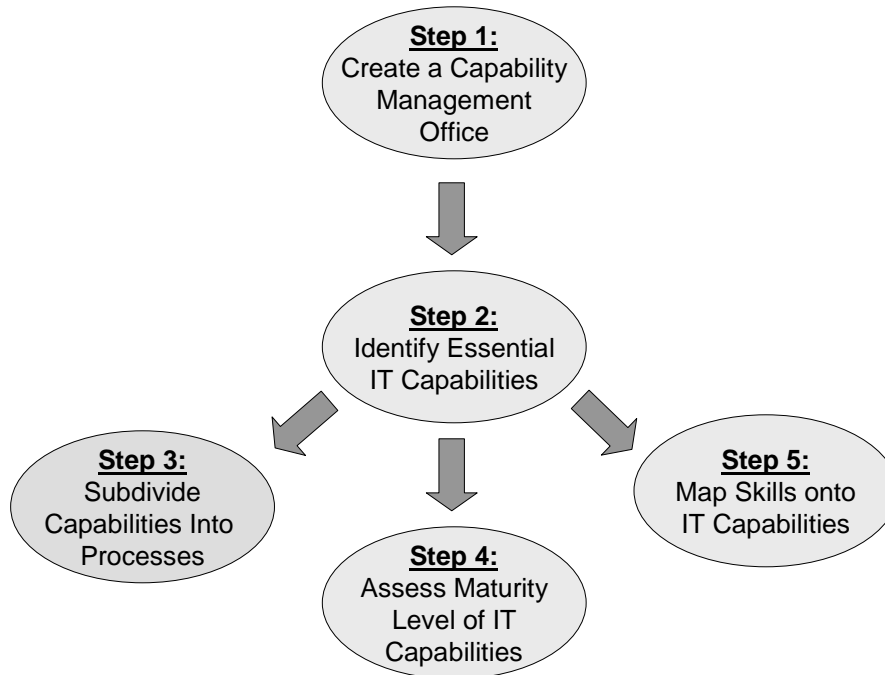 Step 1:
Create a Capability
Management
Office
Step 2:
Identify Essential
IT Capabilities
Step 3:
Subdivide
Capabilities Into
Processes
Step 4:
Assess Maturity
Level of IT
Capabilities
Step 5:
Map Skills onto
IT Capabilities